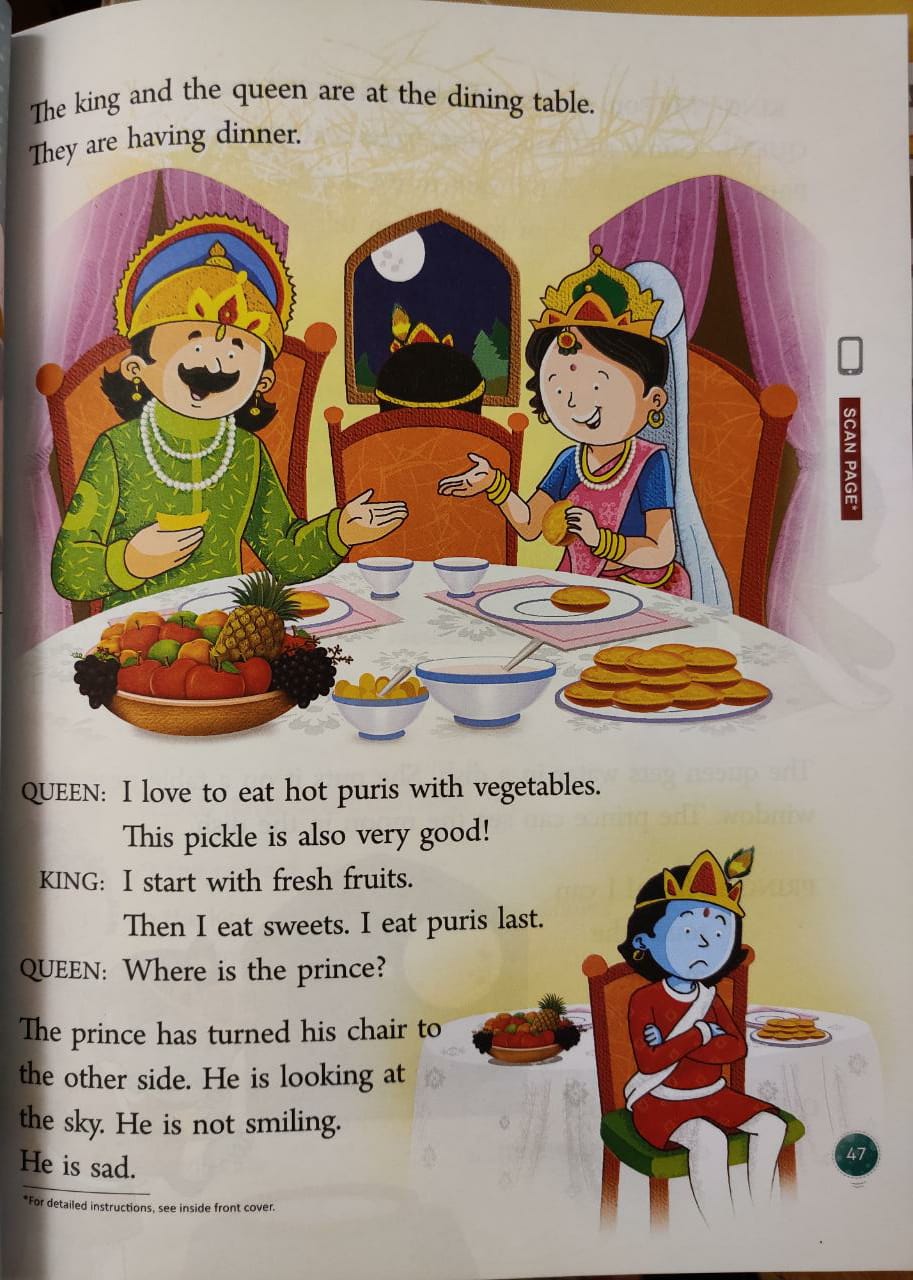 The king and the queen are at the dining table.
They are having dinner.
SCAN PAGE*
QUEEN: I love to eat hot puris with vegetables.
This pickle is also very good!
KING: I start with fresh fruits.
Then I eat sweets. I eat puris last.
QUEEN: Where is the prince?
The prince has turned his chair to
the other side. He is looking at
the sky. He is not smiling.
He is sad.
47
*For detailed instructions, see inside front cover.